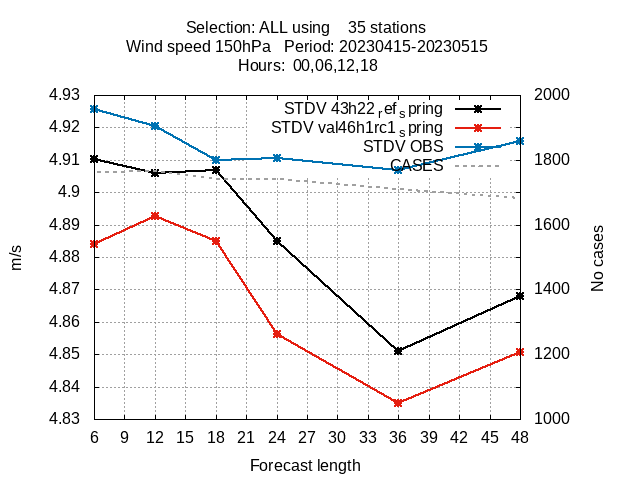 Selection: ALL using 35 stations
Wind speed 150hPa Period: 20230415-20230515
Hours: 00,06,12,18
4.93
4.92
4.91
4.9
4.89
4.88
4.87
4.86
4.85
4.84
4.83
m/s
STDV 43h22refspring
STDV val46h1rc1spring
STDV OBS
CASES
2000
1800
1600
1400
1200
1000
No cases
6 9 12 15 18 21 24 27 30 33 36 39 42 45 48
Forecast length